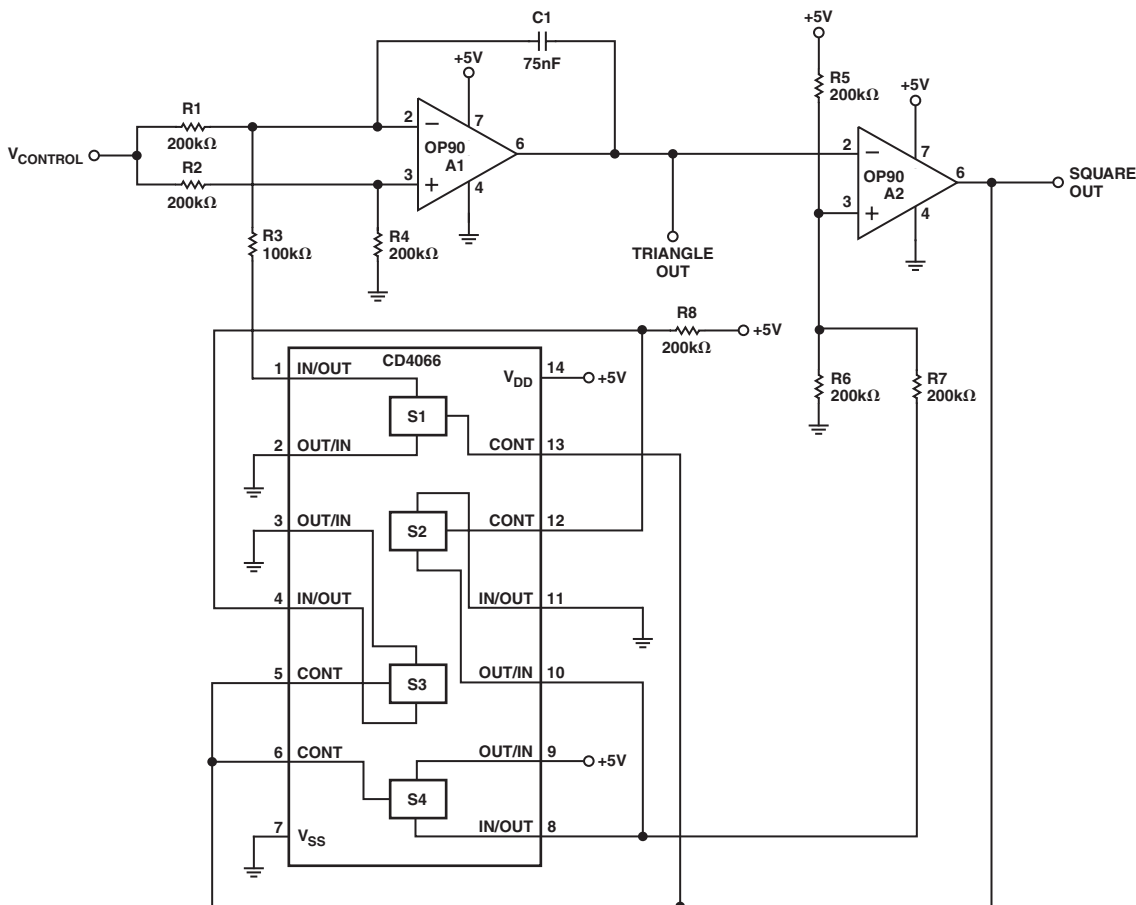 C1
75nF
+5V
+5V
R5
200kΩ
+5V
R1
200kΩ
VCONTROL
R2
200kΩ
2
−
7
OP90
A1
6
3
+
4
2
−
7
OP90
A2
6
3
+
4
SQUARE
OUT
R3
100kΩ
R4
200kΩ
TRIANGLE
OUT
R8
200kΩ
+5V
R6
200kΩ
R7
200kΩ
CD4066
1
IN/OUT
VDD
14
+5V
S1
2
OUT/IN
CONT
13
3
OUT/IN
S2
CONT
12
4
IN/OUT
IN/OUT
11
5
CONT
S3
OUT/IN
10
6
CONT
OUT/IN
9
+5V
S4
7
VSS
IN/OUT
8